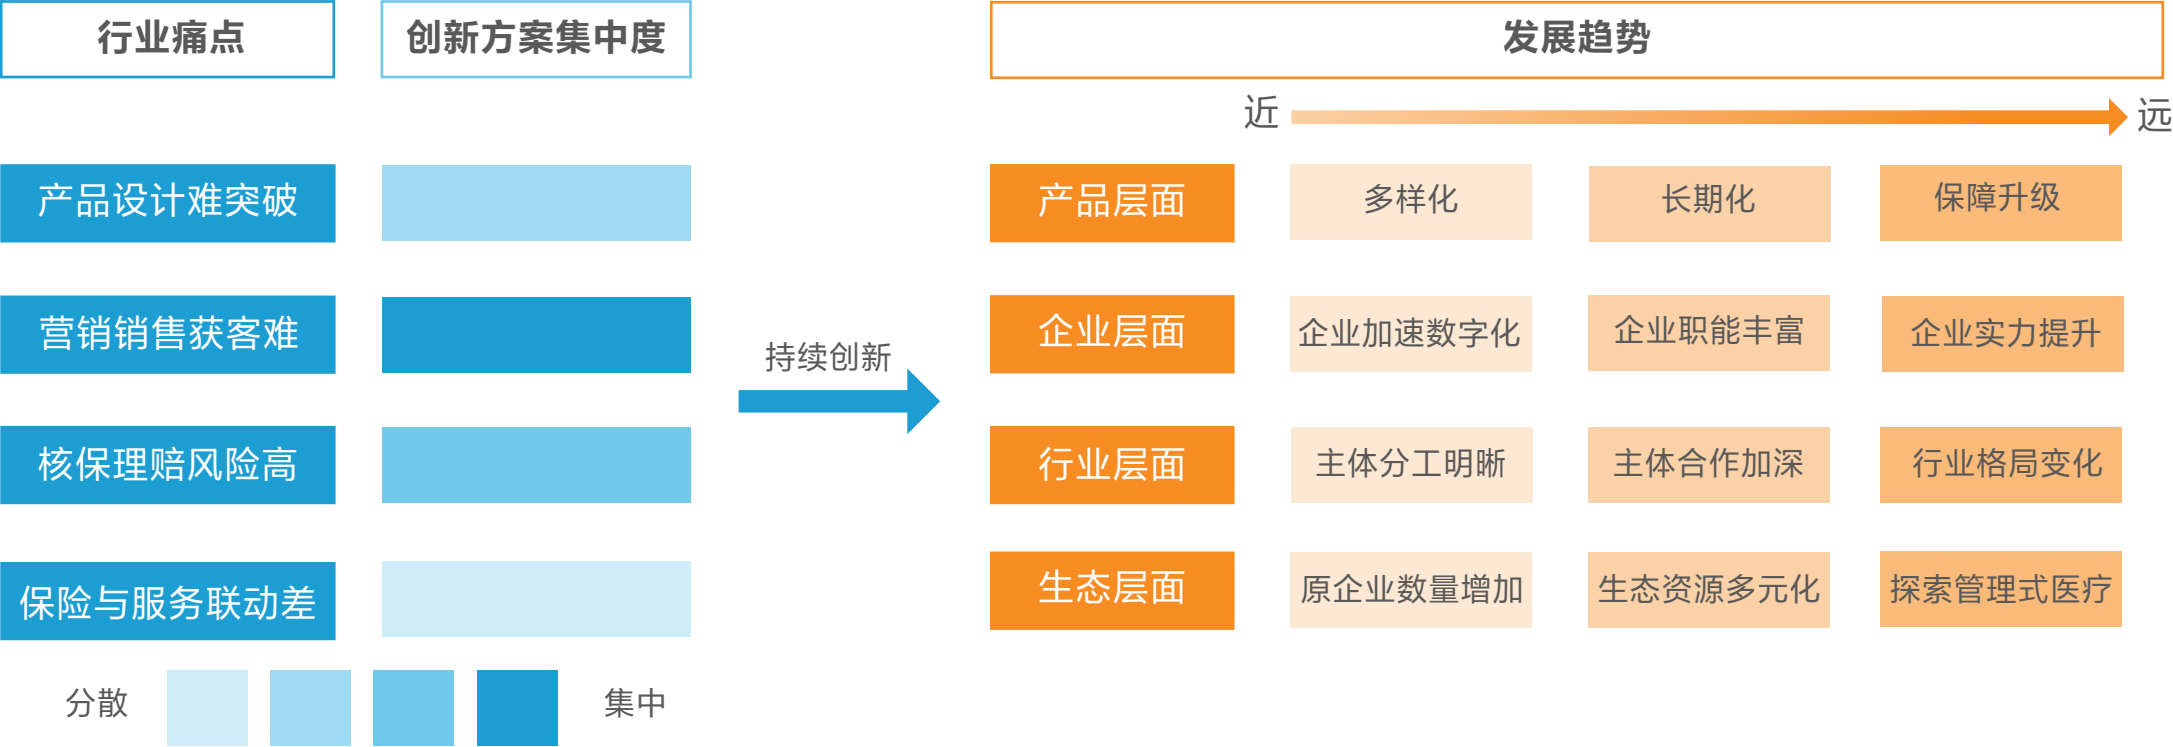 行业痛点
创新方案集中度
发展趋势
近
远
产品设计难突破
产品层面
多样化
长期化
保障升级
营销销售获客难
持续创新
企业层面
企业加速数字化
企业职能丰富
企业实力提升
核保理赔风险高
行业层面
主体分工明晰
主体合作加深
行业格局变化
保险与服务联动差
生态层面
原企业数量增加
生态资源多元化
探索管理式医疗
分散
集中